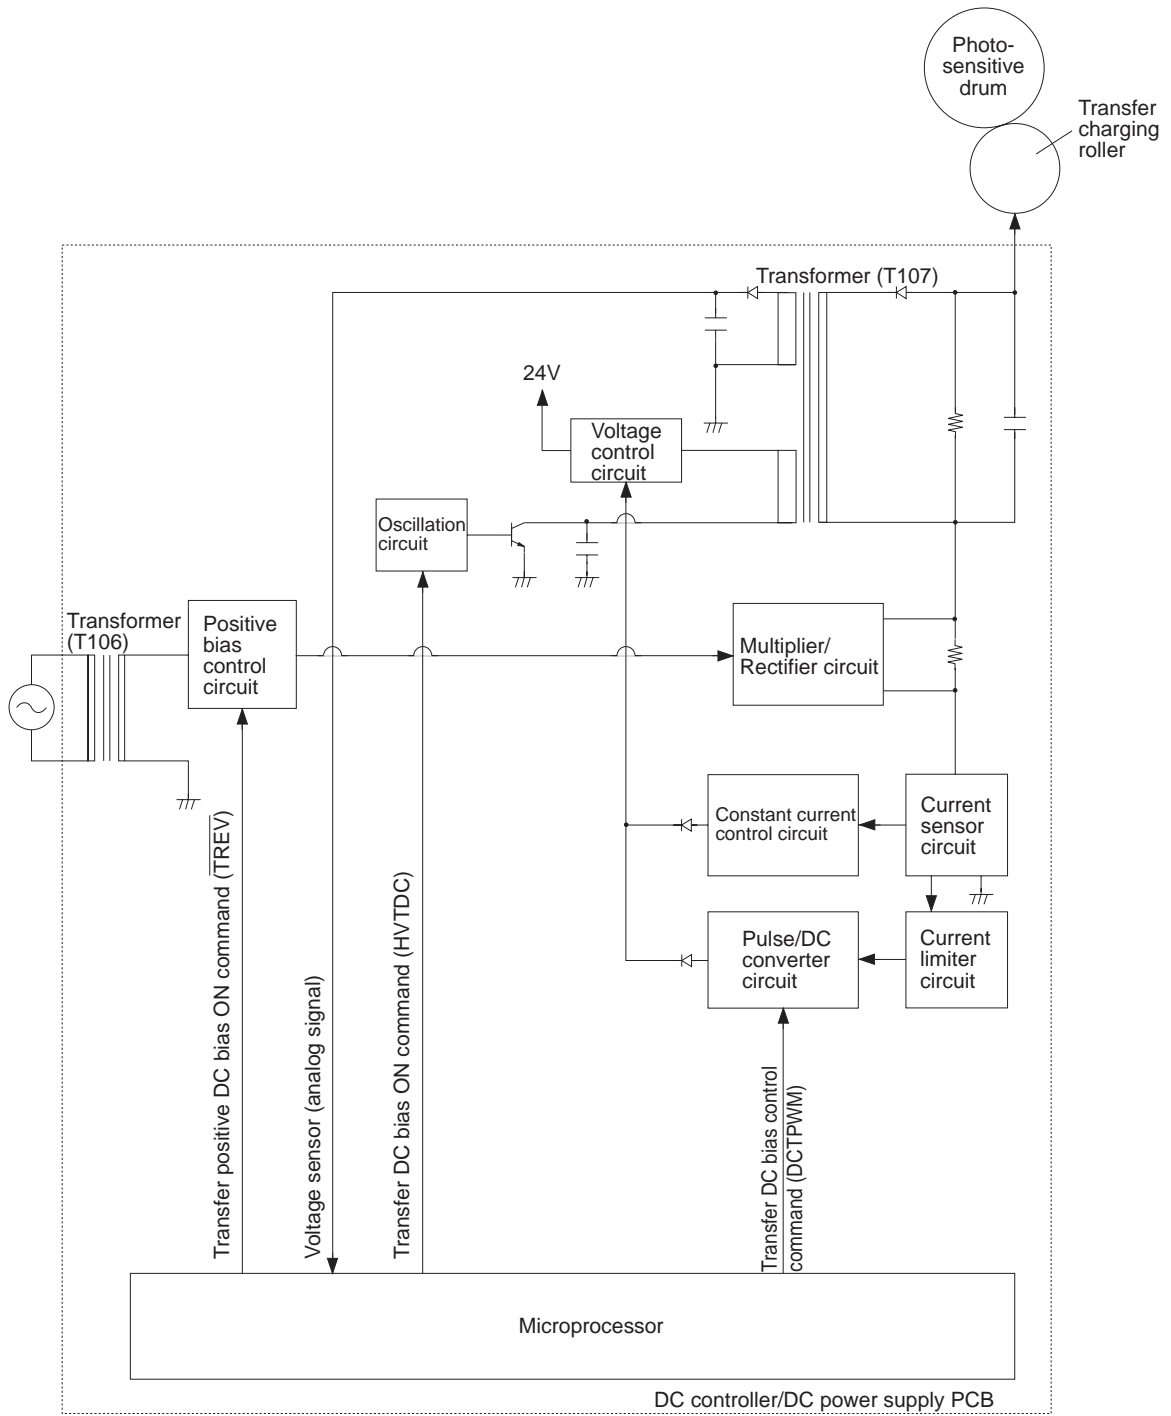 Photo-
sensitive
drum
Transfer
charging
roller
Transformer (T107)
24V
Voltage
control
circuit
Oscillation
circuit
Transformer
(T106)
Positive
bias
control
circuit
Multiplier/
Rectifier circuit
Constant current
control circuit
Current
sensor
circuit
Pulse/DC
converter
circuit
Current
limiter
circuit
Transfer positive DC bias ON command (T̅R̅E̅V̅)
Voltage sensor (analog signal)
Transfer DC bias ON command (HVTDC)
Transfer DC bias control
command (DCTPWM)
Microprocessor
DC controller/DC power supply PCB